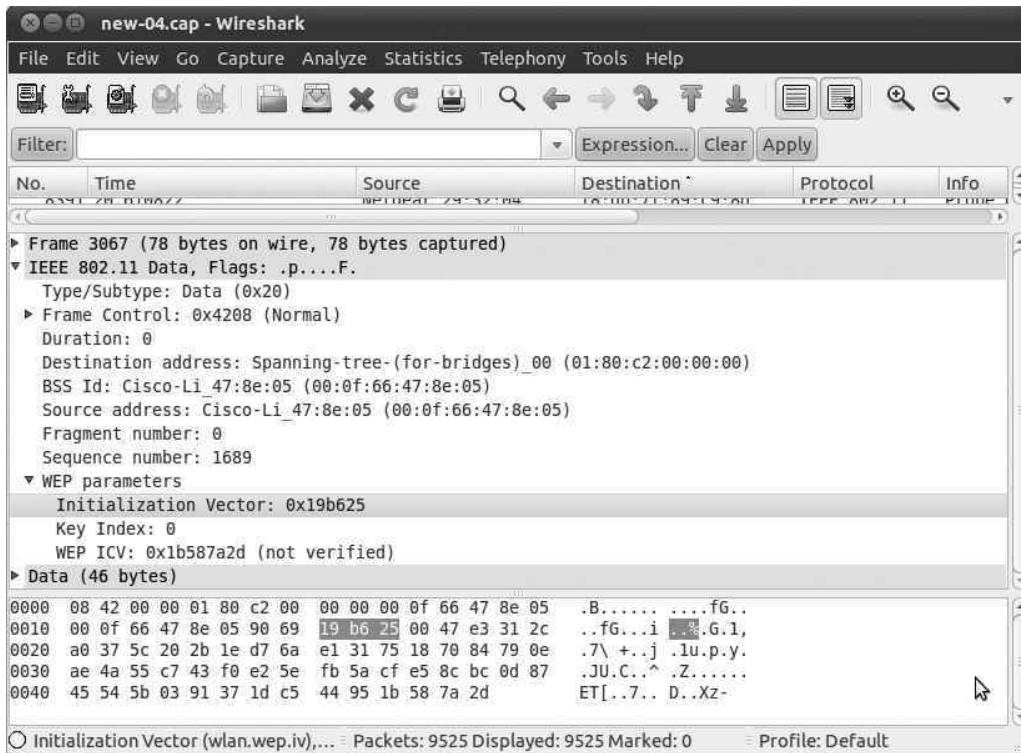 new-04.cap - Wireshark
File Edit View Go Capture Analyze Statistics Telephony Tools Help
Filter: Expression... Clear Apply
No. Time Source Destination Protocol Info
Frame 3067 (78 bytes on wire, 78 bytes captured)
IEEE 802.11 Data, Flags: .p....F.
Type/Subtype: Data (0x20)
Frame Control: 0x4208 (Normal)
Duration: 0
Destination address: Spanning-tree-(for-bridges)_00 (01:80:c2:00:00:00)
BSS Id: Cisco-Li_47:8e:05 (00:0f:66:47:8e:05)
Source address: Cisco-Li_47:8e:05 (00:0f:66:47:8e:05)
Fragment number: 0
Sequence number: 1689
WEP parameters
Initialization Vector: 0x19b625
Key Index: 0
WEP ICV: 0x1b587a2d (not verified)
Data (46 bytes)
0000 08 42 00 00 01 80 c2 00 00 00 00 0f 66 47 8e 05 .B...... ....fG..
0010 00 0f 66 47 8e 05 90 69 19 b6 25 00 47 e3 31 2c ..fG...i ..%.G.1,
0020 a0 37 5c 20 2b 1e d7 6a e1 31 75 18 70 84 79 0e .7\ +..j .1u.p.y.
0030 ae 4a 55 c7 43 f0 e2 5e fb 5a cf e5 8c bc 0d 87 .JU.C..^ .Z......
0040 45 54 5b 03 91 37 1d c5 44 95 1b 58 7a 2d ET[..7.. D..Xz-
Initialization Vector (wlan.wep.iv),... Packets: 9525 Displayed: 9525 Marked: 0 Profile: Default